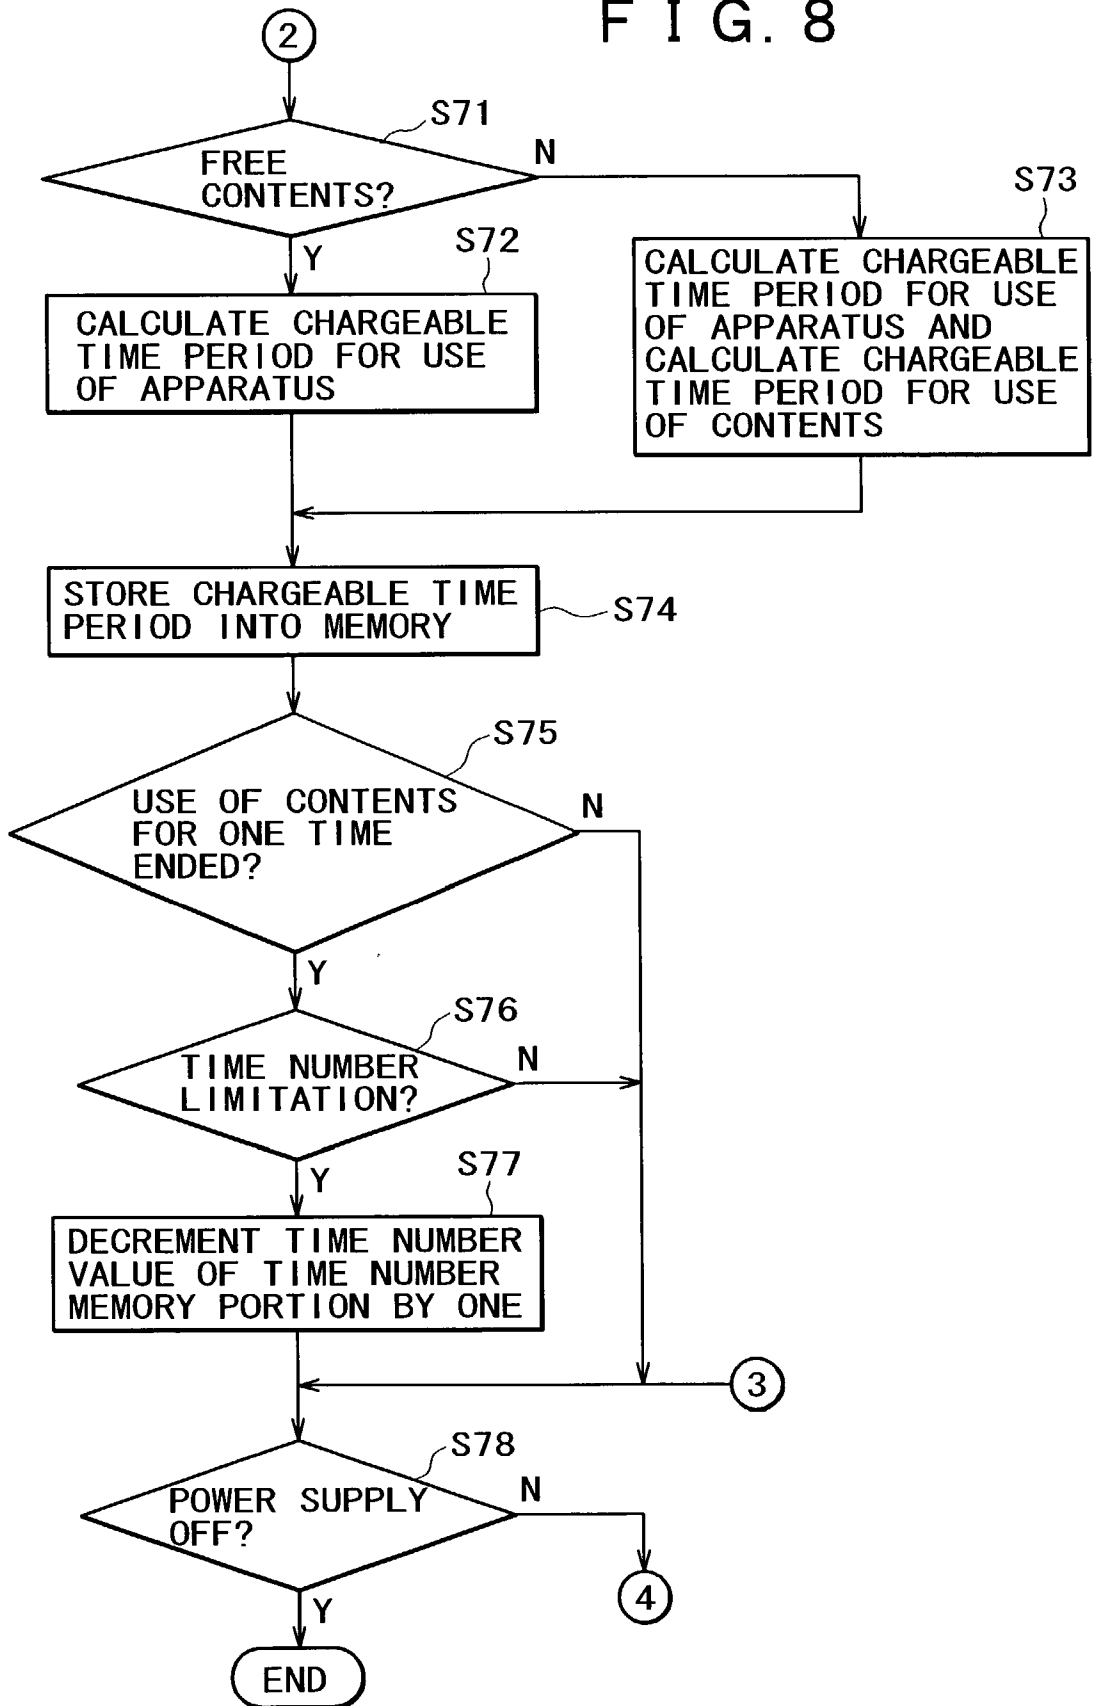 FIG. 8
2
S71
FREE
CONTENTS?
N
Y
S72
S73
CALCULATE CHARGEABLE
TIME PERIOD FOR USE
OF APPARATUS
CALCULATE CHARGEABLE
TIME PERIOD FOR USE
OF APPARATUS AND
CALCULATE CHARGEABLE
TIME PERIOD FOR USE
OF CONTENTS
STORE CHARGEABLE TIME
PERIOD INTO MEMORY
S74
S75
USE OF CONTENTS
FOR ONE TIME
ENDED?
N
Y
S76
TIME NUMBER
LIMITATION?
N
Y
S77
DECREMENT TIME NUMBER
VALUE OF TIME NUMBER
MEMORY PORTION BY ONE
3
S78
POWER SUPPLY
OFF?
N
4
Y
END